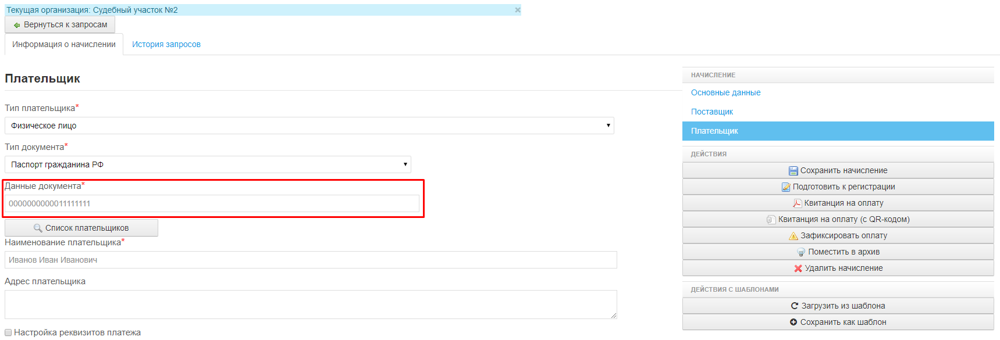 Текущая организация: Судебный участок №2
Вернуться к запросам
Информация о начислении
История запросов
Плательщик
Тип плательщика*
Физическое лицо
Тип документа*
Паспорт гражданина РФ
Данные документа*
0000000000011111111
Список плательщиков
Наименование плательщика*
Иванов Иван Иванович
Адрес плательщика
Настройка реквизитов платежа
НАЧИСЛЕНИЕ
Основные данные
Поставщик
Плательщик
ДЕЙСТВИЯ
Сохранить начисление
Подготовить к регистрации
Квитанция на оплату
Квитанция на оплату (с QR-кодом)
Зафиксировать оплату
Поместить в архив
Удалить начисление
ДЕЙСТВИЯ С ШАБЛОНАМИ
Загрузить из шаблона
Сохранить как шаблон